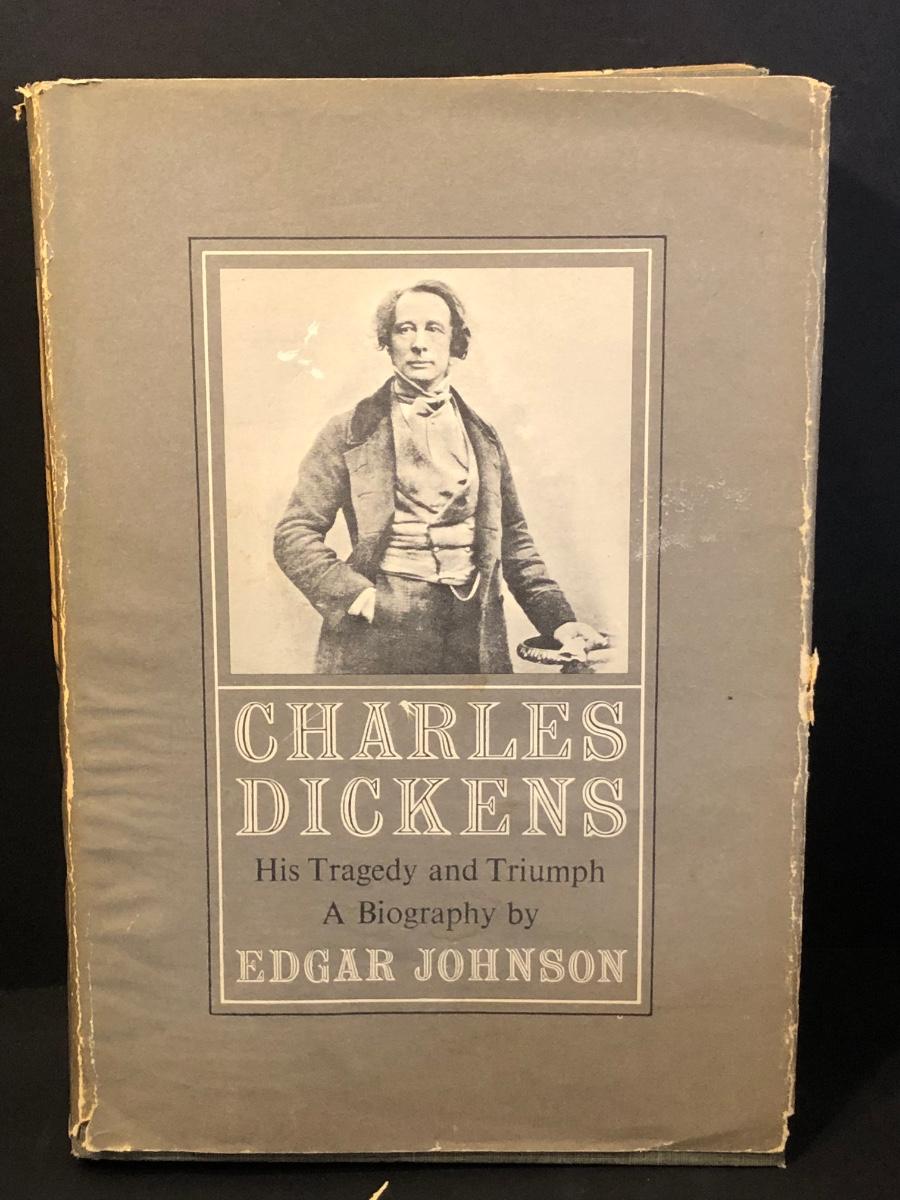 CHARLES
DICKENS
His Tragedy and Triumph
A Biography by
EDGAR JOHNSON